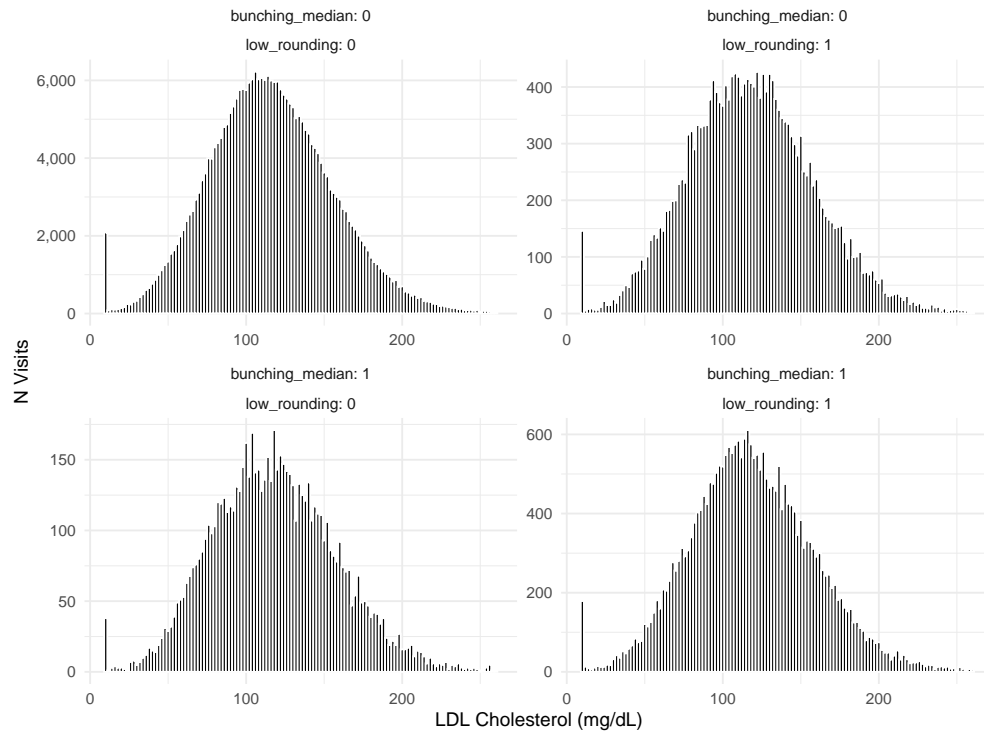 bunching_median: 0
low_rounding: 0
6,000
4,000
2,000
0
0
200
bunching_median: 0
low_rounding: 1
400
300
200
100
0
0
100
200
bunching_median: 1
low_rounding: 0
150
100
50
0
0
100
200
bunching_median: 1
low_rounding: 1
600
400
200
0
0
100
200
N Visits
LDL Cholesterol (mg/dL)